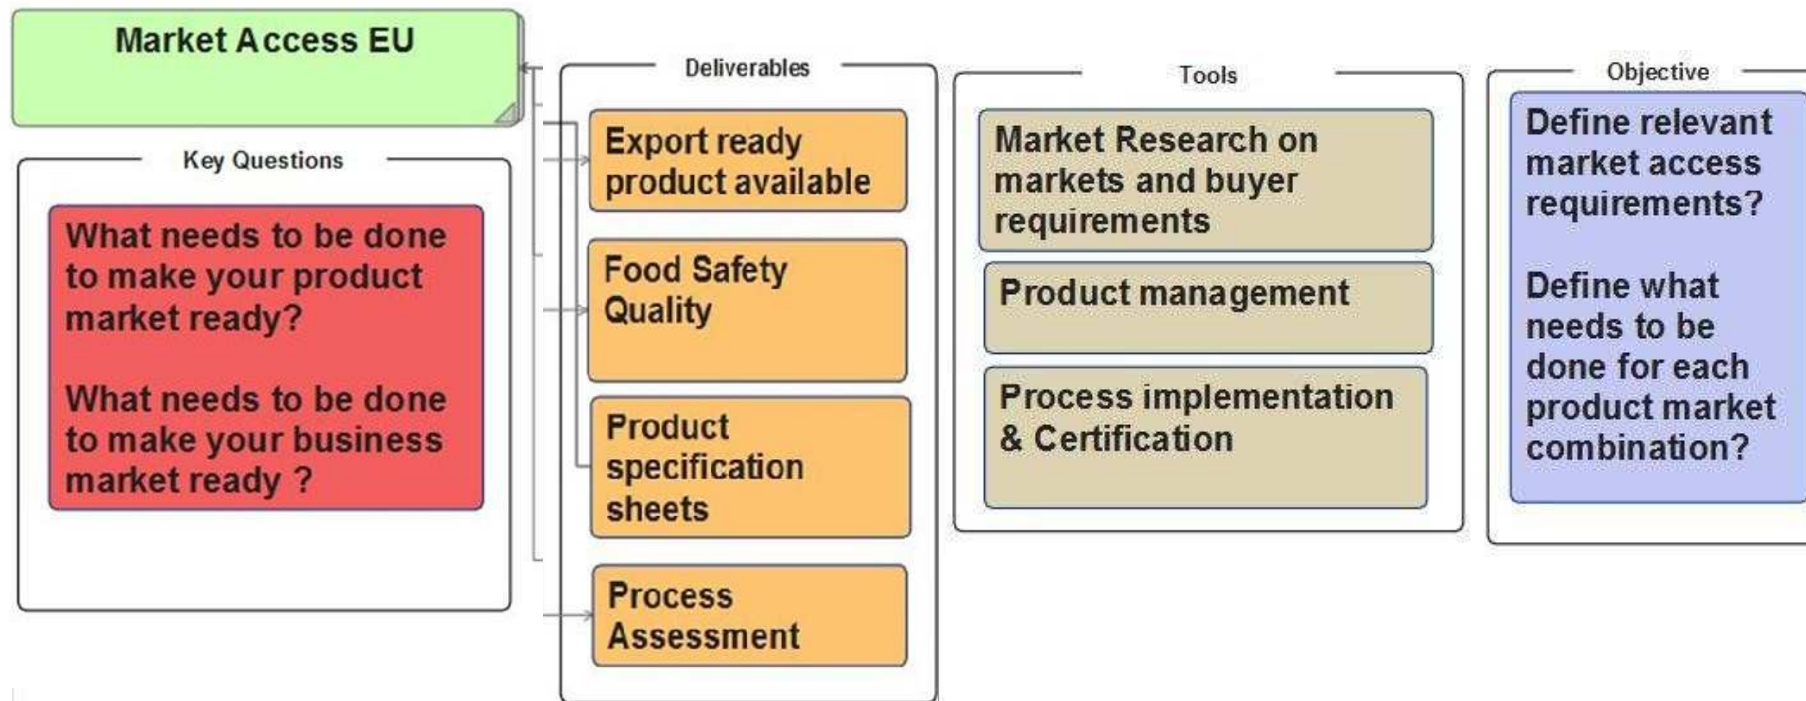 Market Access EU
Key Questions
What needs to be done
to make your product
market ready?
What needs to be done
to make your business
market ready ?
Deliverables
Export ready
product available
Food Safety
Quality
Product
specification
sheets
Process
Assessment
Tools
Market Research on
markets and buyer
requirements
Product management
Process implementation
& Certification
Objective
Define relevant
market access
requirements?
Define what
needs to be
done for each
product market
combination?